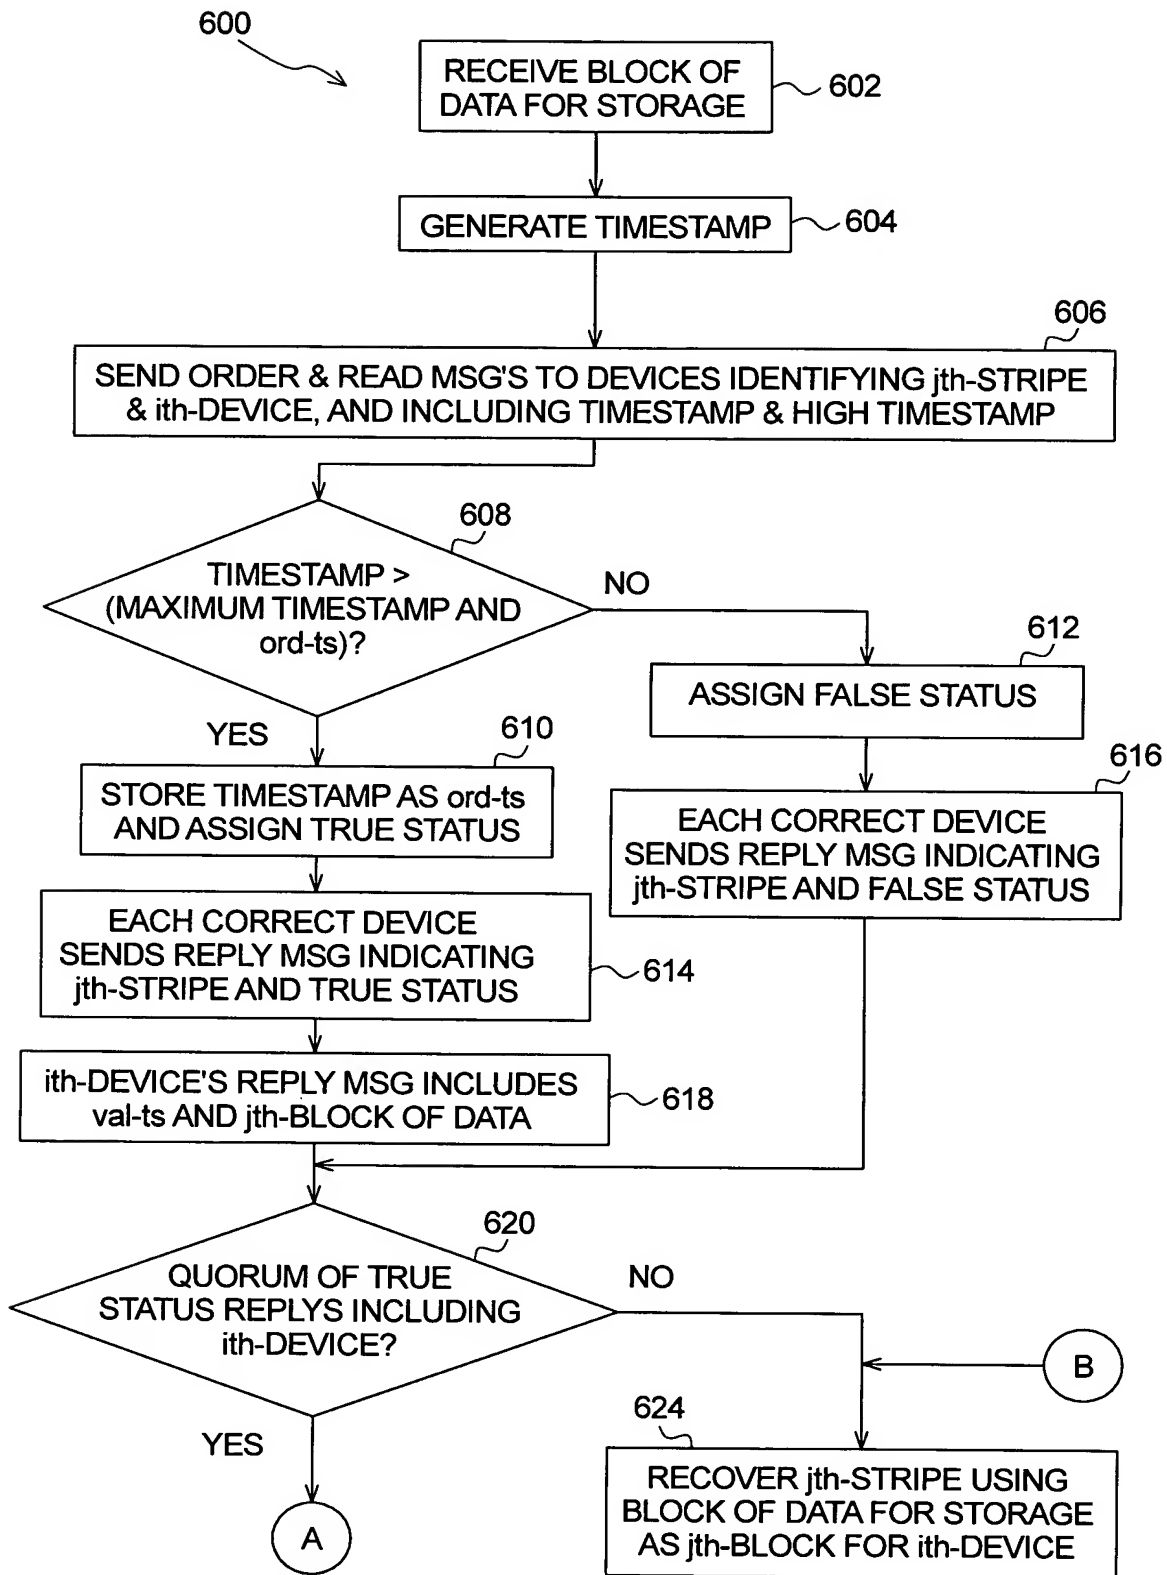 600
RECEIVE BLOCK OF
DATA FOR STORAGE
602
GENERATE TIMESTAMP
604
606
SEND ORDER & READ MSG'S TO DEVICES IDENTIFYING jth-STRIPE
& ith-DEVICE, AND INCLUDING TIMESTAMP & HIGH TIMESTAMP
608
TIMESTAMP >
(MAXIMUM TIMESTAMP AND
ord-ts)?
NO
612
ASSIGN FALSE STATUS
YES
610
STORE TIMESTAMP AS ord-ts
AND ASSIGN TRUE STATUS
616
EACH CORRECT DEVICE
SENDS REPLY MSG INDICATING
jth-STRIPE AND FALSE STATUS
EACH CORRECT DEVICE
SENDS REPLY MSG INDICATING
jth-STRIPE AND TRUE STATUS
614
ith-DEVICE'S REPLY MSG INCLUDES
val-ts AND jth-BLOCK OF DATA
618
620
QUORUM OF TRUE
STATUS REPLYS INCLUDING
ith-DEVICE?
NO
B
YES
A
624
RECOVER jth-STRIPE USING
BLOCK OF DATA FOR STORAGE
AS jth-BLOCK FOR ith-DEVICE